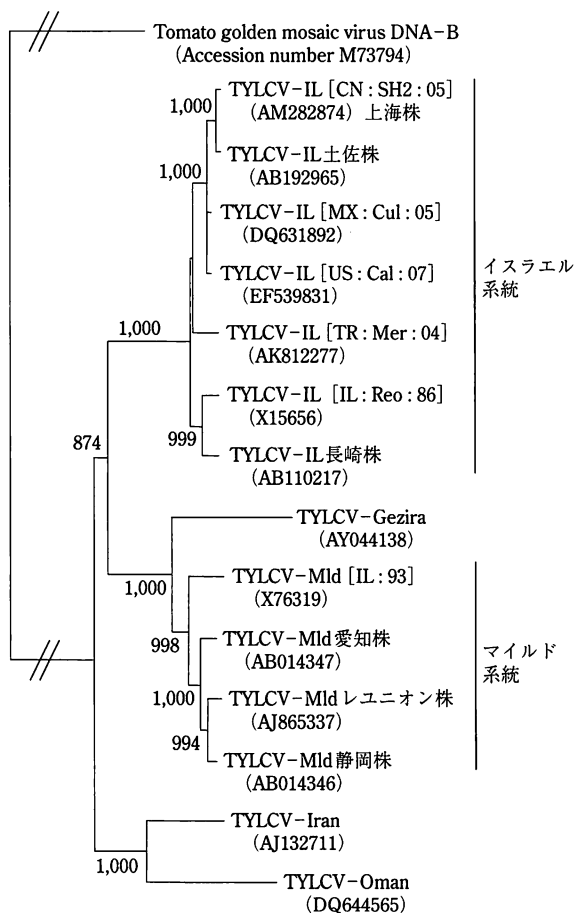 Tomato golden mosaic virus DNA-B
(Accession number M73794)
1,000
TYLCV-IL [CN : SH2 : 05]
(AM282874) 上海株
TYLCV-IL土佐株
(AB192965)
1,000
TYLCV-IL [MX : Cul : 05]
(DQ631892)
TYLCV-IL [US : Cal : 07]
(EF539831)
イスラエル
系統
1,000
TYLCV-IL [TR : Mer : 04]
(AK812277)
TYLCV-IL [IL : Reo : 86]
(X15656)
874
999
TYLCV-IL長崎株
(AB110217)
TYLCV-Gezira
(AY044138)
1,000
TYLCV-Mld [IL : 93]
(X76319)
998
TYLCV-Mld愛知株
(AB014347)
マイルド
系統
1,000
TYLCV-Mldレユニオン株
(AJ865337)
994
TYLCV-Mld静岡株
(AB014346)
TYLCV-Iran
(AJ132711)
1,000
TYLCV-Oman
(DQ644565)